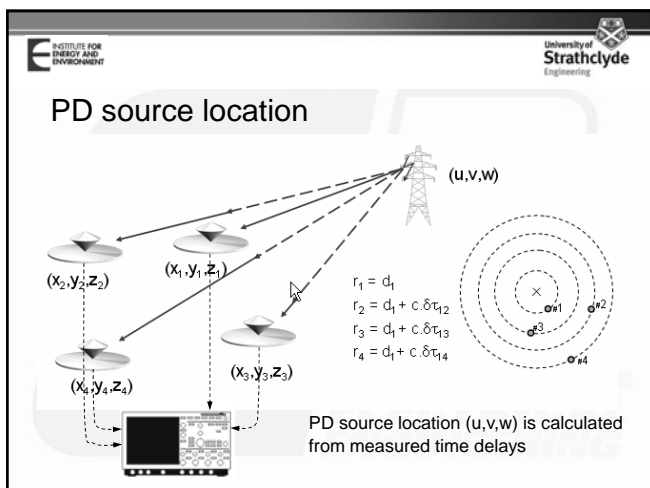 INSTITUTE FOR
ENERGY AND
ENVIRONMENT
University of
Strathclyde
Engineering
PD source location
(u,v,w)
(x₂,y₂,z₂)
(x₁,y₁,z₁)
r₁ = d₁
r₂ = d₁ + c.δτ₁₂
r₃ = d₁ + c.δτ₁₃
r₄ = d₁ + c.δτ₁₄
#1
#2
#3
#4
(x₄,y₄,z₄)
(x₃,y₃,z₃)
PD source location (u,v,w) is calculated
from measured time delays